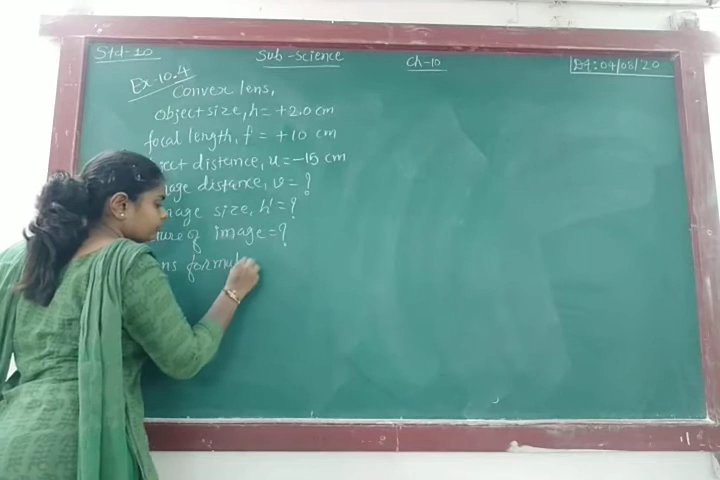 Std-10
Sub-Science
Ch-10
Dt: 04/08/20
Ex-10.4
Convex lens,
object size, h = +2.0 cm
focal length, f = +10 cm
distance, u = -15 cm
distance, v = ?
size, h' = ?
of image = ?